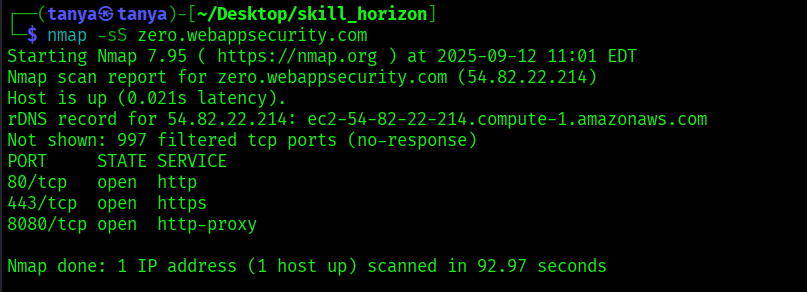 ┌──(tanya㉿tanya)-[~/Desktop/skill_horizon]
└─$ nmap -sS zero.webappsecurity.com
Starting Nmap 7.95 ( https://nmap.org ) at 2025-09-12 11:01 EDT
Nmap scan report for zero.webappsecurity.com (54.82.22.214)
Host is up (0.021s latency).
rDNS record for 54.82.22.214: ec2-54-82-22-214.compute-1.amazonaws.com
Not shown: 997 filtered tcp ports (no-response)
PORT     STATE SERVICE
80/tcp   open  http
443/tcp  open  https
8080/tcp open  http-proxy
Nmap done: 1 IP address (1 host up) scanned in 92.97 seconds